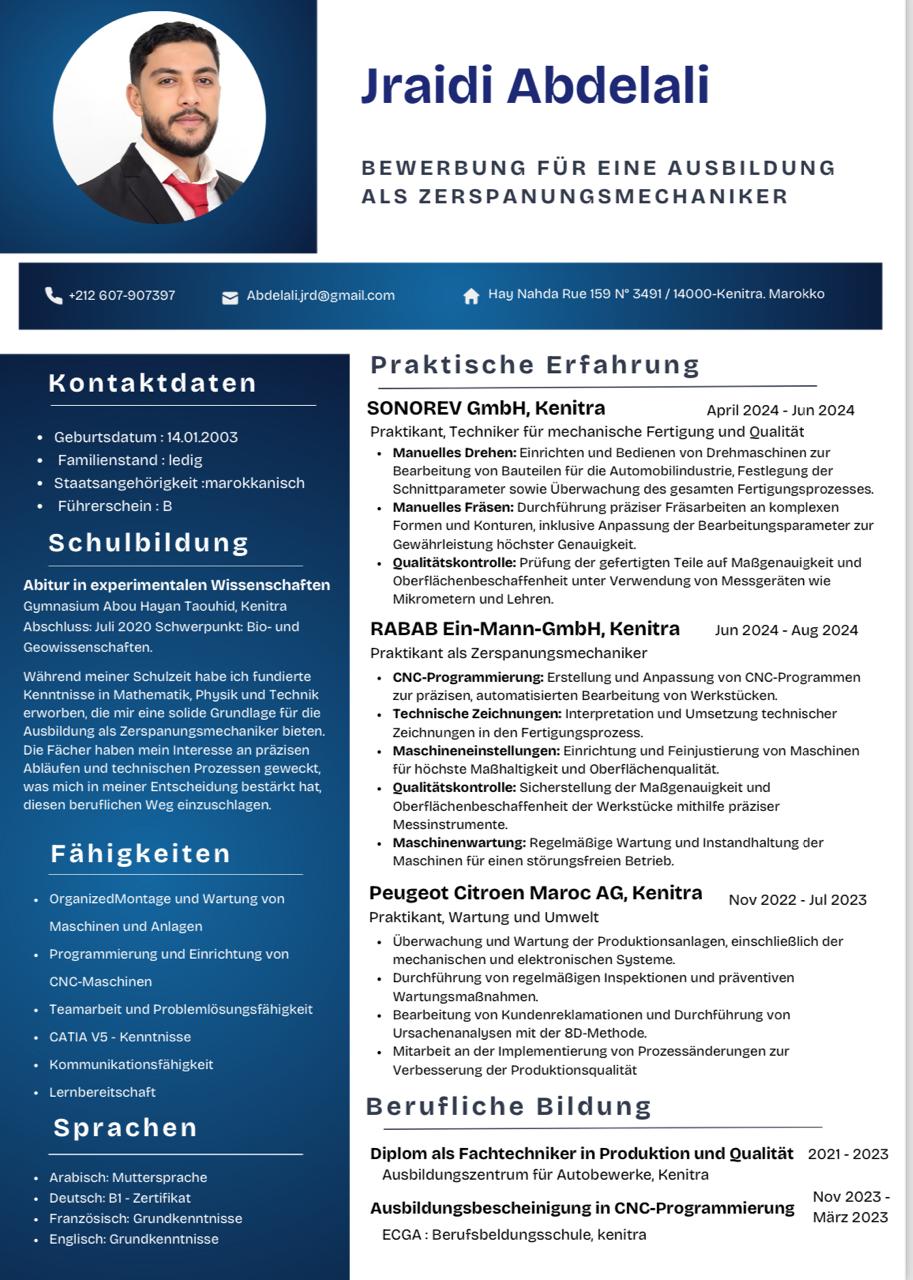 Jraidi Abdelali
BEWERBUNG FÜR EINE AUSBILDUNG
ALS ZERSPANUNGSMECHANIKER
+212 607-907397
Abdelali.jrd@gmail.com
Hay Nahda Rue 159 N° 3491 / 14000-Kenitra. Marokko
Kontaktdaten
• Geburtsdatum : 14.01.2003
• Familienstand : ledig
• Staatsangehörigkeit :marokkanisch
• Führerschein : B
Schulbildung
Abitur in experimentalen Wissenschaften
Gymnasium Abou Hayan Taouhid, Kenitra
Abschluss: Juli 2020 Schwerpunkt: Bio- und
Geowissenschaften.
Während meiner Schulzeit habe ich fundierte
Kenntnisse in Mathematik, Physik und Technik
erworben, die mir eine solide Grundlage für die
Ausbildung als Zerspanungsmechaniker bieten.
Die Fächer haben mein Interesse an präzisen
Abläufen und technischen Prozessen geweckt,
was mich in meiner Entscheidung bestärkt hat,
diesen beruflichen Weg einzuschlagen.
Fähigkeiten
• OrganizedMontage und Wartung von
Maschinen und Anlagen
• Programmierung und Einrichtung von
CNC-Maschinen
• Teamarbeit und Problemlösungsfähigkeit
• CATIA V5 - Kenntnisse
• Kommunikationsfähigkeit
• Lernbereitschaft
Sprachen
• Arabisch: Muttersprache
• Deutsch: B1 - Zertifikat
• Französisch: Grundkenntnisse
• Englisch: Grundkenntnisse
Praktische Erfahrung
SONOREV GmbH, Kenitra April 2024 - Jun 2024
Praktikant, Techniker für mechanische Fertigung und Qualität
• Manuelles Drehen: Einrichten und Bedienen von Drehmaschinen zur
Bearbeitung von Bauteilen für die Automobilindustrie, Festlegung der
Schnittparameter sowie Überwachung des gesamten Fertigungsprozesses.
• Manuelles Fräsen: Durchführung präziser Fräsarbeiten an komplexen
Formen und Konturen, inklusive Anpassung der Bearbeitungsparameter zur
Gewährleistung höchster Genauigkeit.
• Qualitätskontrolle: Prüfung der gefertigten Teile auf Maßgenauigkeit und
Oberflächenbeschaffenheit unter Verwendung von Messgeräten wie
Mikrometern und Lehren.
RABAB Ein-Mann-GmbH, Kenitra Jun 2024 - Aug 2024
Praktikant als Zerspanungsmechaniker
• CNC-Programmierung: Erstellung und Anpassung von CNC-Programmen
zur präzisen, automatisierten Bearbeitung von Werkstücken.
• Technische Zeichnungen: Interpretation und Umsetzung technischer
Zeichnungen in den Fertigungsprozess.
• Maschineneinstellungen: Einrichtung und Feinjustierung von Maschinen
für höchste Maßhaltigkeit und Oberflächenqualität.
• Qualitätskontrolle: Sicherstellung der Maßgenauigkeit und
Oberflächenbeschaffenheit der Werkstücke mithilfe präziser
Messinstrumente.
• Maschinenwartung: Regelmäßige Wartung und Instandhaltung der
Maschinen für einen störungsfreien Betrieb.
Peugeot Citroen Maroc AG, Kenitra Nov 2022 - Jul 2023
Praktikant, Wartung und Umwelt
• Überwachung und Wartung der Produktionsanlagen, einschließlich der
mechanischen und elektronischen Systeme.
• Durchführung von regelmäßigen Inspektionen und präventiven
Wartungsmaßnahmen.
• Bearbeitung von Kundenreklamationen und Durchführung von
Ursachenanalysen mit der 8D-Methode.
• Mitarbeit an der Implementierung von Prozessänderungen zur
Verbesserung der Produktionsqualität
Berufliche Bildung
Diplom als Fachtechniker in Produktion und Qualität 2021 - 2023
Ausbildungszentrum für Autobewerke, Kenitra
Ausbildungsbescheinigung in CNC-Programmierung Nov 2023 -
März 2023
ECGA : Berufsbeldungsschule, kenitra